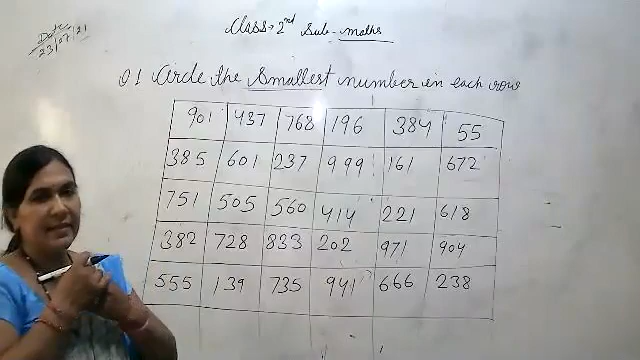 Date
23/07/21
Class → 2nd Sub - maths
Q1 Circle the Smallest number in each row
901 437 768 196 384 55
385 601 237 999 161 672
751 505 560 414 221 618
382 728 833 202 971 904
555 139 735 941 666 238